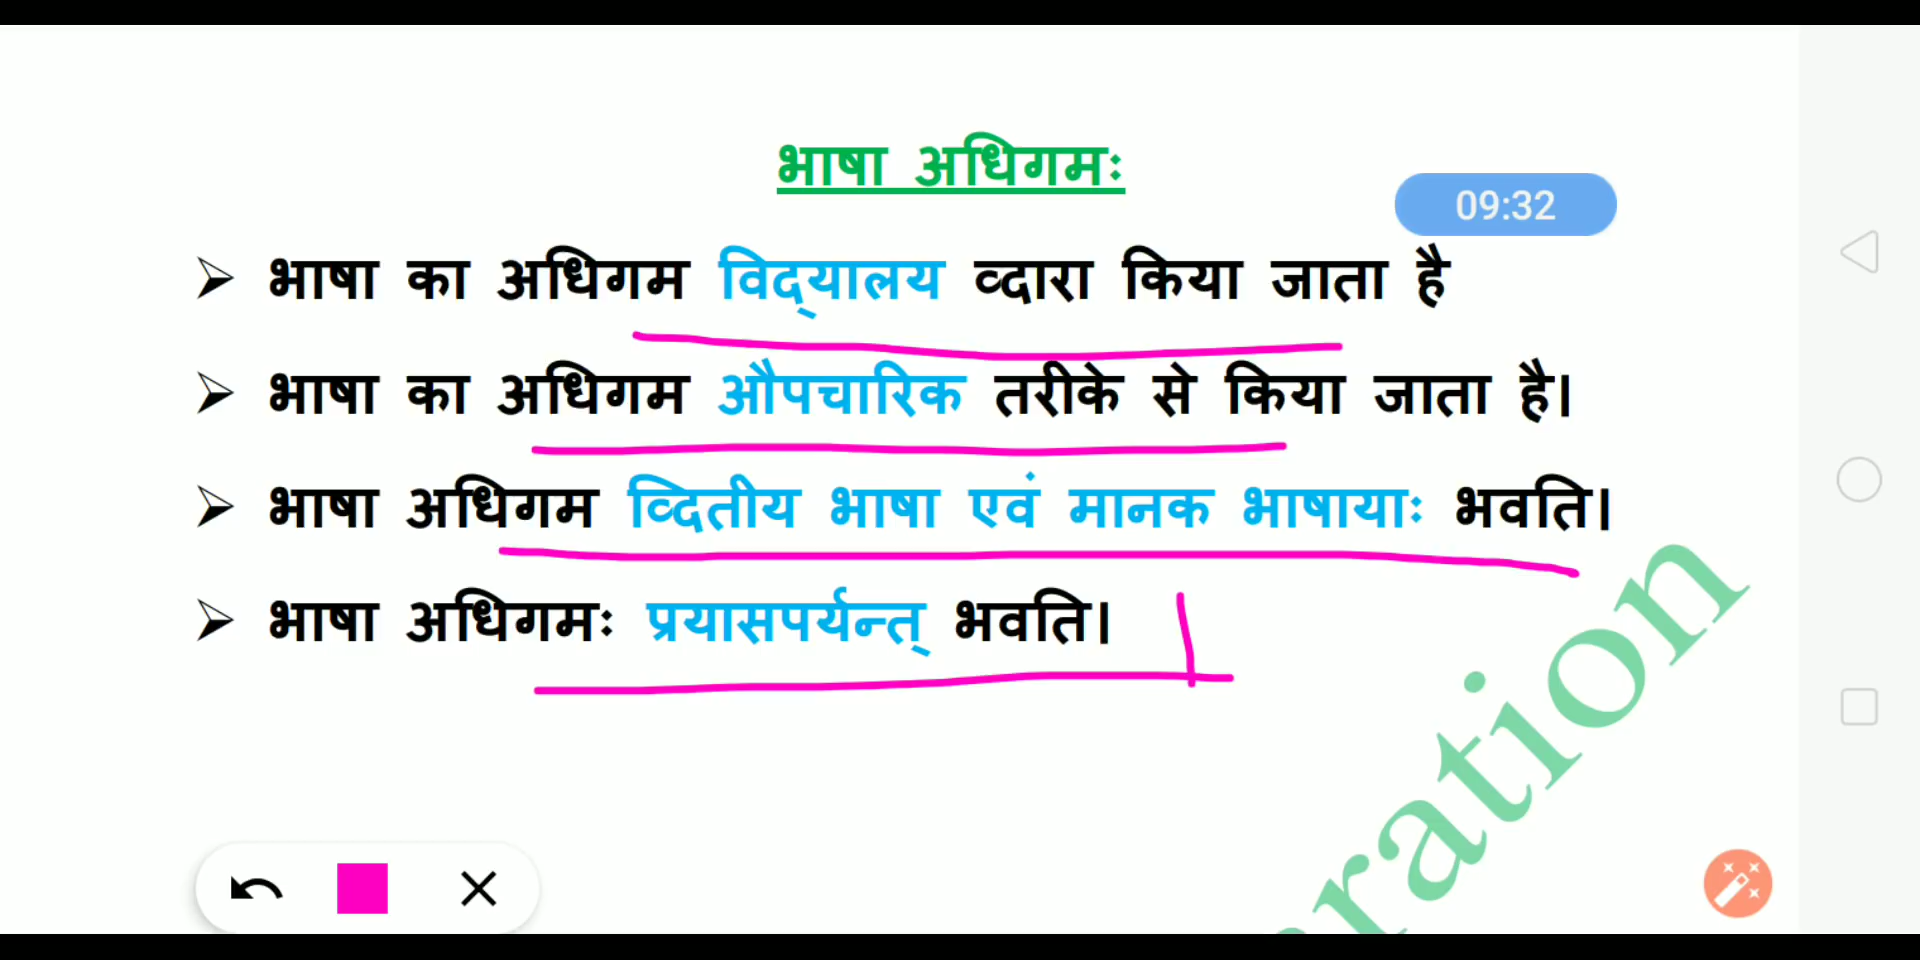 भाषा अधिगमः
09:32
➢ भाषा का अधिगम विद्‌यालय व्दारा किया जाता है
➢ भाषा का अधिगम औपचारिक तरीके से किया जाता है।
➢ भाषा अधिगम व्दितीय भाषा एवं मानक भाषायाः भवति।
➢ भाषा अधिगमः प्रयासपर्यन्त् भवति।
ration